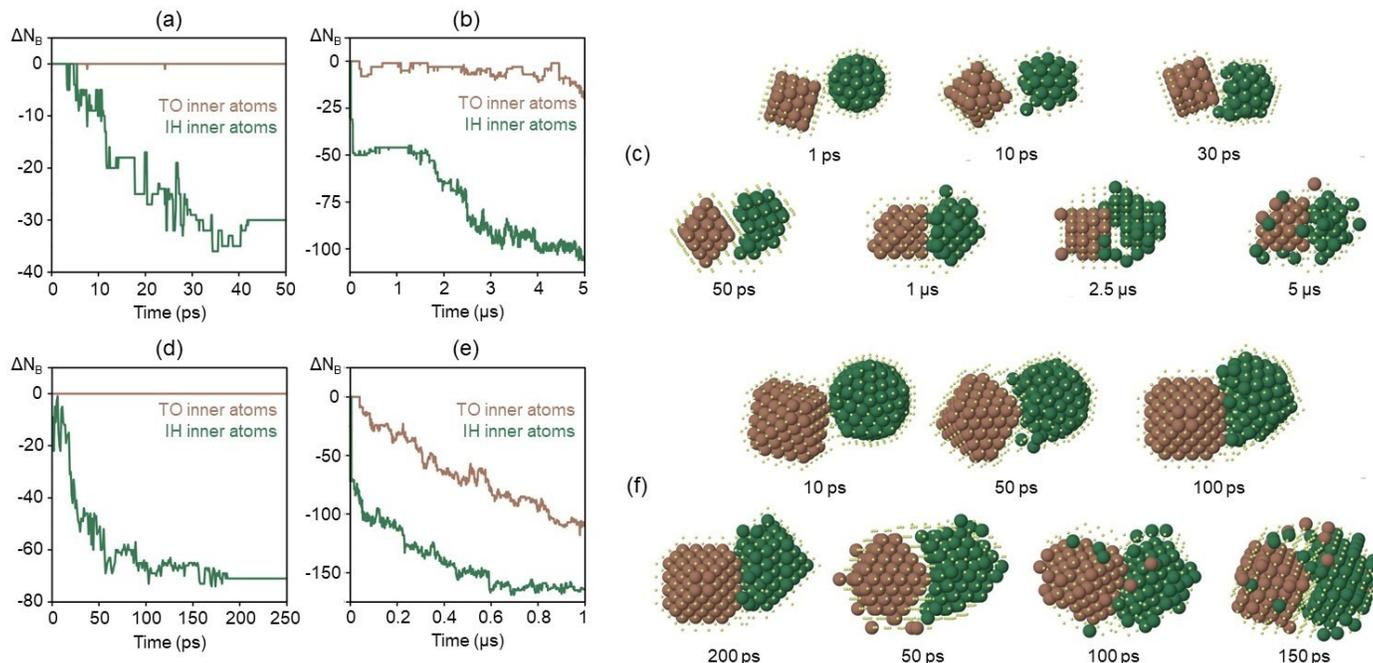 (a)
ΔN_B
0
-10
-20
-30
-40
TO inner atoms
IH inner atoms
0 10 20 30 40 50
Time (ps)
(b)
ΔN_B
0
-25
-50
-75
-100
TO inner atoms
IH inner atoms
0 1 2 3 4 5
Time (µs)
(c)
1 ps 10 ps 30 ps
50 ps 1 µs 2.5 µs 5 µs
(d)
ΔN_B
0
-20
-40
-60
-80
TO inner atoms
IH inner atoms
0 50 100 150 200 250
Time (ps)
(e)
ΔN_B
0
-50
-100
-150
TO inner atoms
IH inner atoms
0 0.2 0.4 0.6 0.8 1
Time (µs)
(f)
10 ps 50 ps 100 ps
200 ps 50 ps 100 ps 150 ps